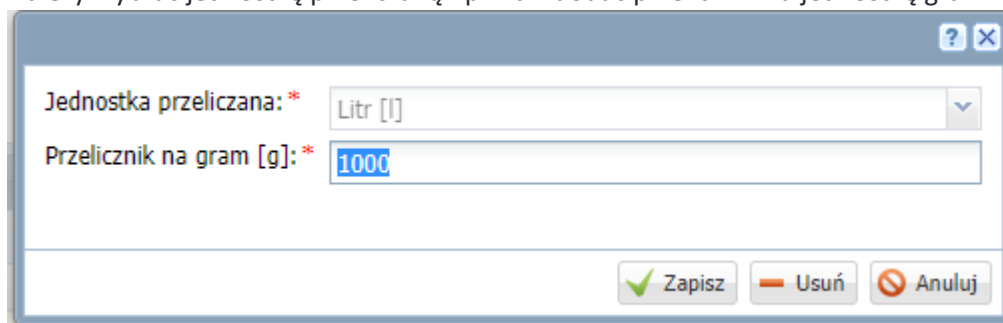 ?
Jednostka przeliczana: * Litr [l]
Przelicznik na gram [g]: * 1000
Zapisz Usuń Anuluj